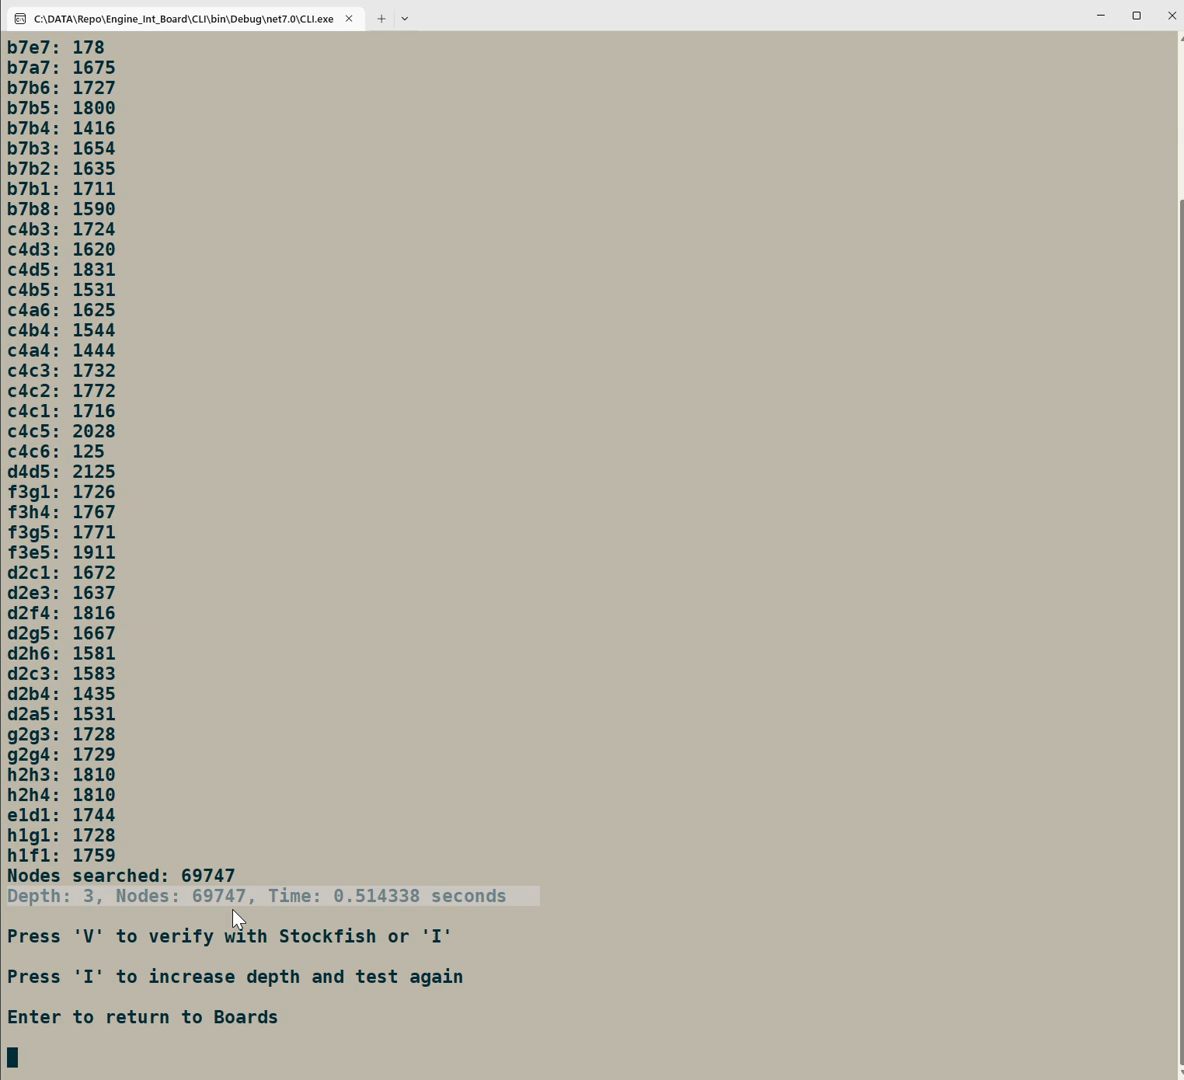 C:\DATA\Repo\Engine_Int_Board\CLI\bin\Debug\net7.0\CLI.exe
b7e7: 178
b7a7: 1675
b7b6: 1727
b7b5: 1800
b7b4: 1416
b7b3: 1654
b7b2: 1635
b7b1: 1711
b7b8: 1590
c4b3: 1724
c4d3: 1620
c4d5: 1831
c4b5: 1531
c4a6: 1625
c4b4: 1544
c4a4: 1444
c4c3: 1732
c4c2: 1772
c4c1: 1716
c4c5: 2028
c4c6: 125
d4d5: 2125
f3g1: 1726
f3h4: 1767
f3g5: 1771
f3e5: 1911
d2c1: 1672
d2e3: 1637
d2f4: 1816
d2g5: 1667
d2h6: 1581
d2c3: 1583
d2b4: 1435
d2a5: 1531
g2g3: 1728
g2g4: 1729
h2h3: 1810
h2h4: 1810
e1d1: 1744
h1g1: 1728
h1f1: 1759
Nodes searched: 69747
Depth: 3, Nodes: 69747, Time: 0.514338 seconds
Press 'V' to verify with Stockfish or 'I'
Press 'I' to increase depth and test again
Enter to return to Boards